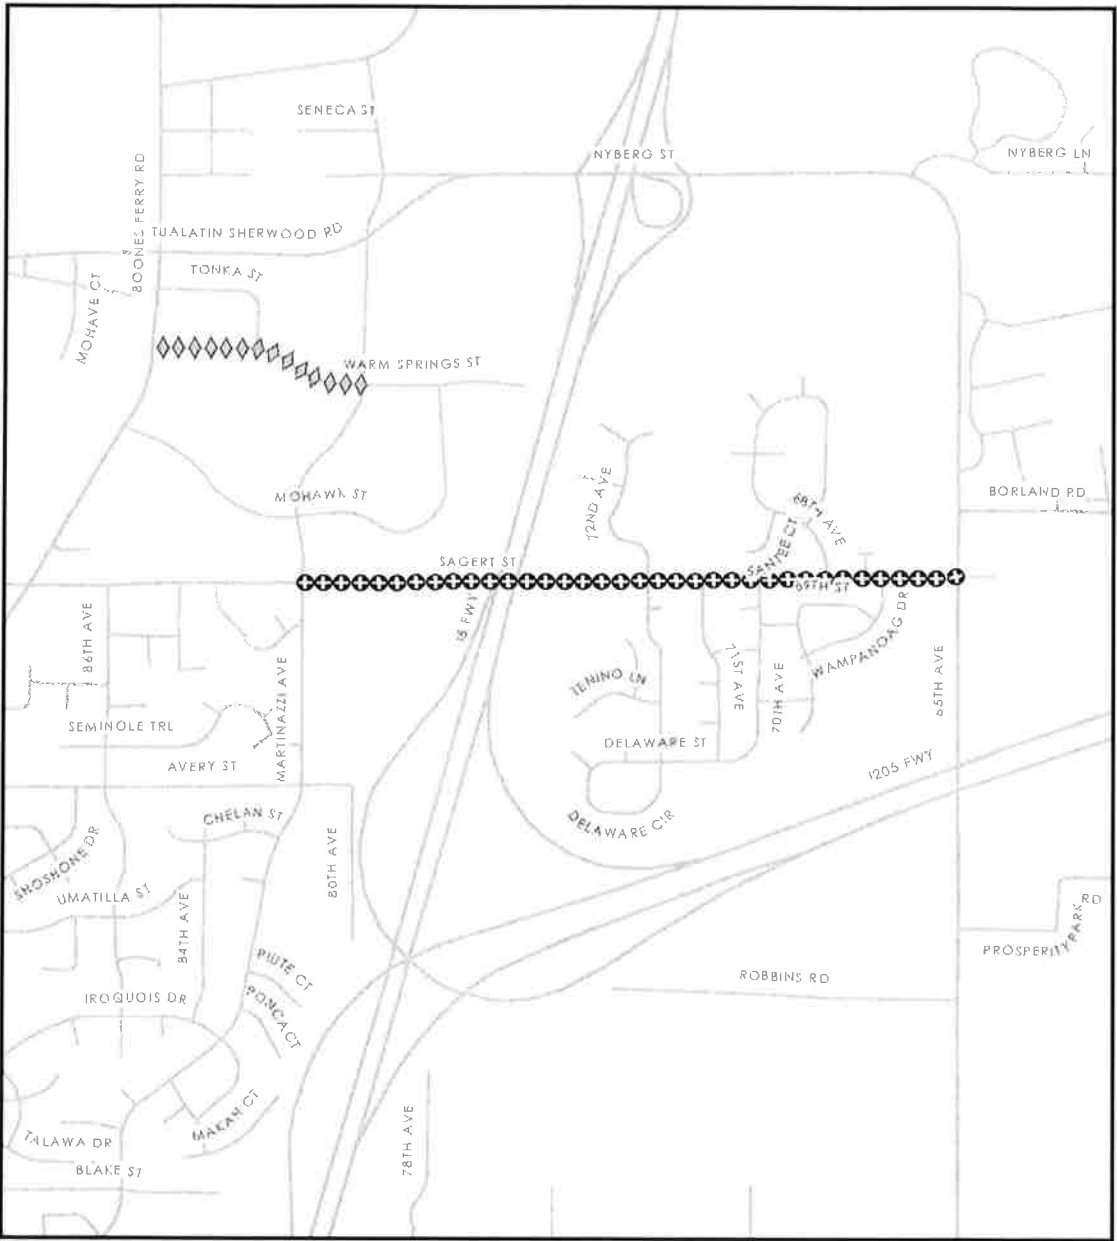 SENECA ST
NYBERG ST
NYBERG LN
BOONES FERRY RD
TUALATIN SHERWOOD RD
TONKA ST
MOHAVE CT
WARM SPRINGS ST
MOHAWK ST
72ND AVE
68TH AVE
BORLAND RD
SANTEE CT
SAGERT ST
69TH ST
I5 FWY
86TH AVE
WAMPANOAG DR
TENINO LN
71ST AVE
70TH AVE
65TH AVE
MARTINAZZI AVE
SEMINOLE TRL
DELAWARE ST
AVERY ST
I205 FWY
CHELAN ST
DELAWARE CIR
SHOSHONE DR
80TH AVE
UMATILLA ST
84TH AVE
PROSPERITY PARK RD
PIUTE CT
ROBBINS RD
IROQUOIS DR
PONCA CT
MAKAH CT
78TH AVE
TALAWA DR
BLAKE ST